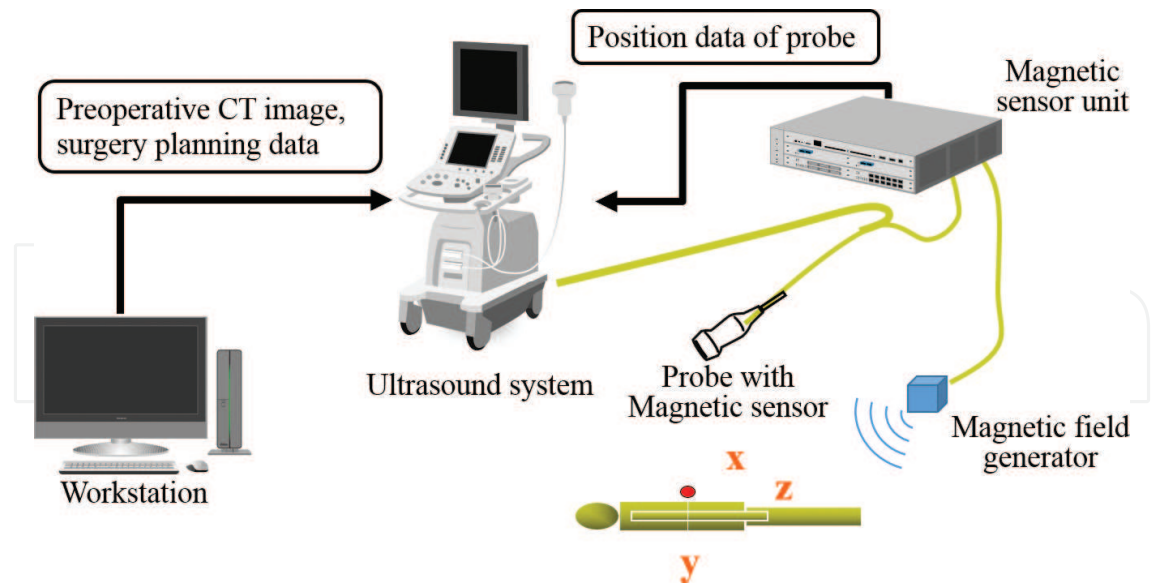 Position data of probe
Magnetic
sensor unit
Preoperative CT image,
surgery planning data
Ultrasound system
Probe with
Magnetic sensor
Magnetic field
generator
Workstation
x
z
y